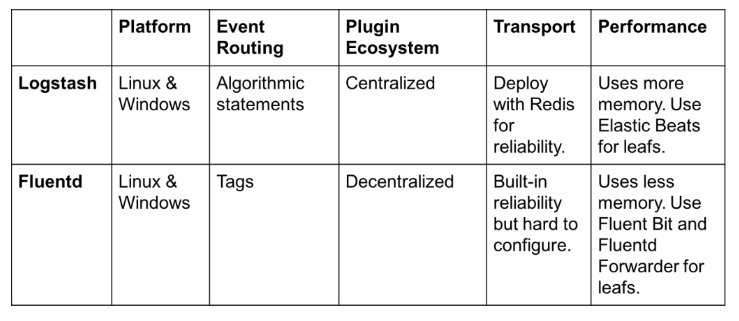 Platform
Event
Routing
Plugin
Ecosystem
Transport
Performance
Logstash
Linux &
Windows
Algorithmic
statements
Centralized
Deploy
with Redis
for
reliability.
Uses more
memory. Use
Elastic Beats
for leafs.
Fluentd
Linux &
Windows
Tags
Decentralized
Built-in
reliability
but hard to
configure.
Uses less
memory. Use
Fluent Bit and
Fluentd
Forwarder for
leafs.